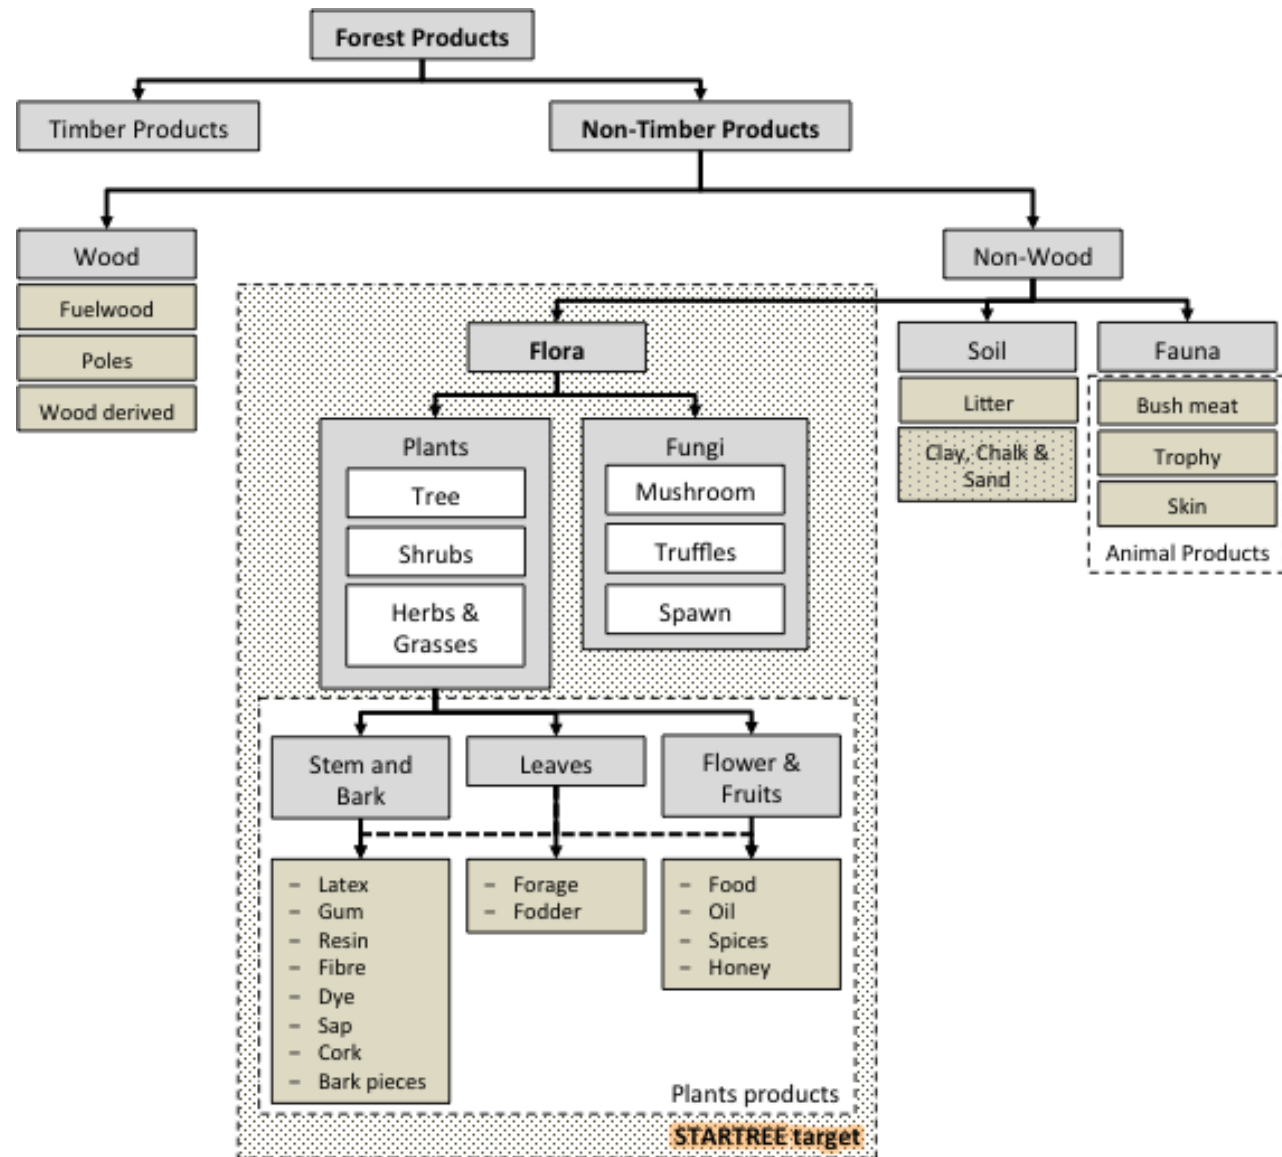 Forest Products
Timber Products
Non-Timber Products
Wood
Fuelwood
Poles
Wood derived
Non-Wood
Flora
Soil
Litter
Clay, Chalk &
Sand
Fauna
Bush meat
Trophy
Skin
Animal Products
Plants
Tree
Shrubs
Herbs &
Grasses
Fungi
Mushroom
Truffles
Spawn
Stem and
Bark
Leaves
Flower &
Fruits
– Latex
– Gum
– Resin
– Fibre
– Dye
– Sap
– Cork
– Bark pieces
– Forage
– Fodder
– Food
– Oil
– Spices
– Honey
Plants products
STARTREE target